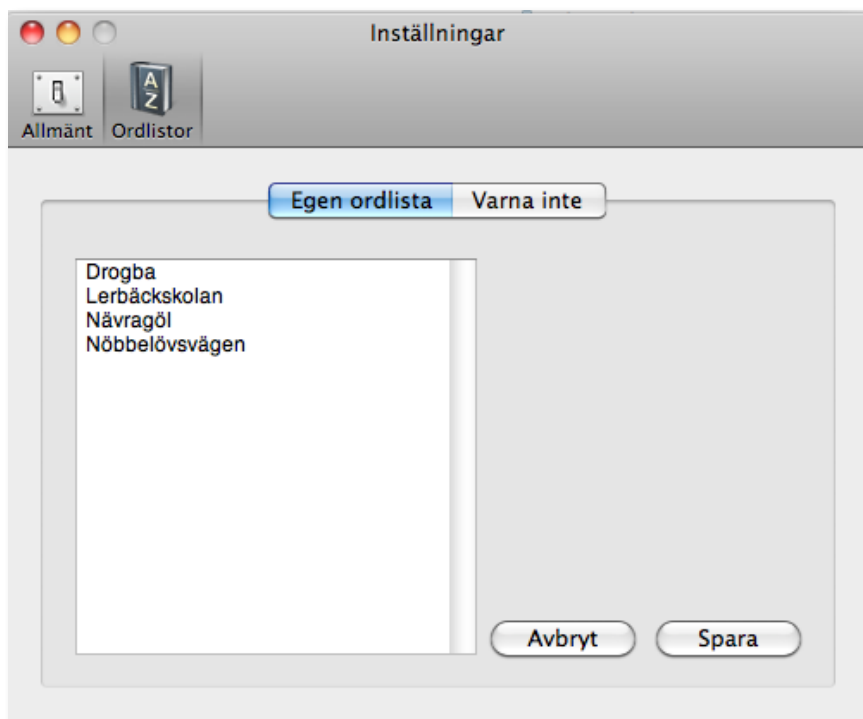 Inställningar
Allmänt Ordlistor
Egen ordlista Varna inte
Drogba
Lerbäckskolan
Nävragöl
Nöbbelövsvägen
Avbryt Spara